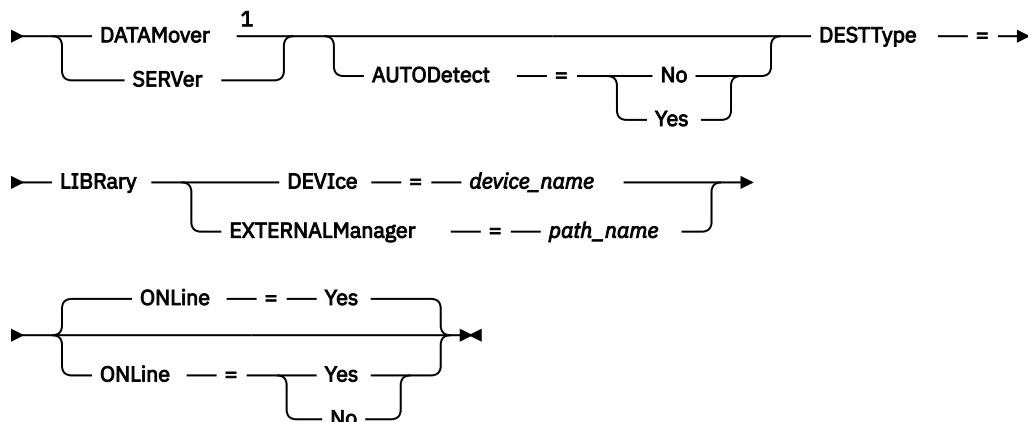 DATAMover 1 DESTType =
SERVer
AUTODetect = No
Yes
LIBRary DEVIce = device_name
EXTERNALManager = path_name
ONLine = Yes
ONLine = Yes
No